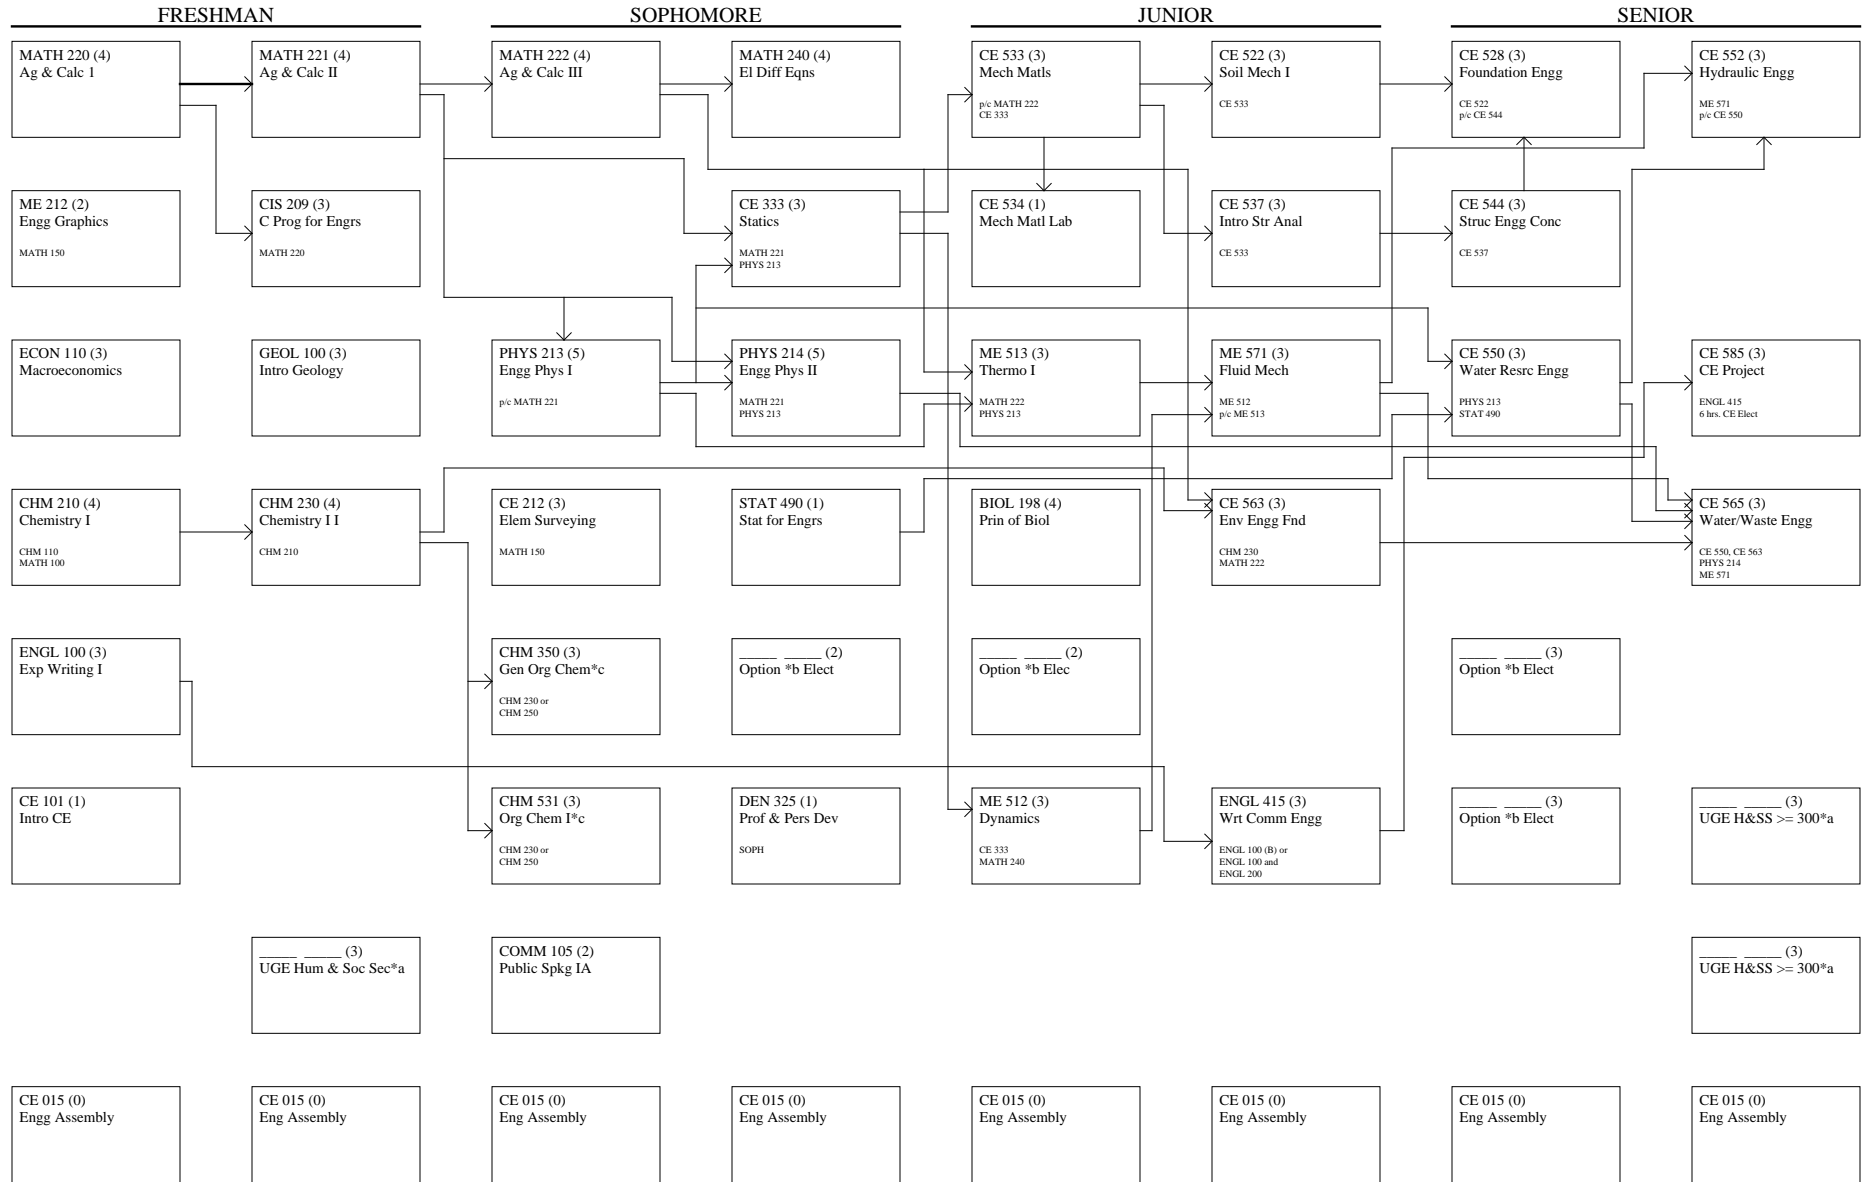 FRESHMAN
SOPHOMORE
JUNIOR
SENIOR
MATH 220 (4)
Ag & Calc 1
MATH 221 (4)
Ag & Calc II
MATH 222 (4)
Ag & Calc III
MATH 240 (4)
El Diff Eqns
CE 533 (3)
Mech Matls
p/c MATH 222
CE 333
CE 522 (3)
Soil Mech I
CE 533
CE 528 (3)
Foundation Engg
CE 522
p/c CE 544
CE 552 (3)
Hydraulic Engg
ME 571
p/c CE 550
ME 212 (2)
Engg Graphics
MATH 150
CIS 209 (3)
C Prog for Engrs
MATH 220
CE 333 (3)
Statics
MATH 221
PHYS 213
CE 534 (1)
Mech Matl Lab
CE 537 (3)
Intro Str Anal
CE 533
CE 544 (3)
Struc Engg Conc
CE 537
ECON 110 (3)
Macroeconomics
GEOL 100 (3)
Intro Geology
PHYS 213 (5)
Engg Phys I
p/c MATH 221
PHYS 214 (5)
Engg Phys II
MATH 221
PHYS 213
ME 513 (3)
Thermo I
MATH 222
PHYS 213
ME 571 (3)
Fluid Mech
ME 512
p/c ME 513
CE 550 (3)
Water Resrc Engg
PHYS 213
STAT 490
CE 585 (3)
CE Project
ENGL 415
6 hrs. CE Elect
CHM 210 (4)
Chemistry I
CHM 110
MATH 100
CHM 230 (4)
Chemistry I I
CHM 210
CE 212 (3)
Elem Surveying
MATH 150
STAT 490 (1)
Stat for Engrs
BIOL 198 (4)
Prin of Biol
CE 563 (3)
Env Engg Fnd
CHM 230
MATH 222
CE 565 (3)
Water/Waste Engg
CE 550, CE 563
PHYS 214
ME 571
ENGL 100 (3)
Exp Writing I
CHM 350 (3)
Gen Org Chem*c
CHM 230 or
CHM 250
_____ _____ (2)
Option *b Elect
_____ _____ (2)
Option *b Elec
_____ _____ (3)
Option *b Elect
CE 101 (1)
Intro CE
CHM 531 (3)
Org Chem I*c
CHM 230 or
CHM 250
DEN 325 (1)
Prof & Pers Dev
SOPH
ME 512 (3)
Dynamics
CE 333
MATH 240
ENGL 415 (3)
Wrt Comm Engg
ENGL 100 (B) or
ENGL 100 and
ENGL 200
_____ _____ (3)
Option *b Elect
_____ _____ (3)
UGE H&SS >= 300*a
_____ _____ (3)
UGE Hum & Soc Sec*a
COMM 105 (2)
Public Spkg IA
_____ _____ (3)
UGE H&SS >= 300*a
CE 015 (0)
Engg Assembly
CE 015 (0)
Eng Assembly
CE 015 (0)
Eng Assembly
CE 015 (0)
Eng Assembly
CE 015 (0)
Eng Assembly
CE 015 (0)
Eng Assembly
CE 015 (0)
Eng Assembly
CE 015 (0)
Eng Assembly